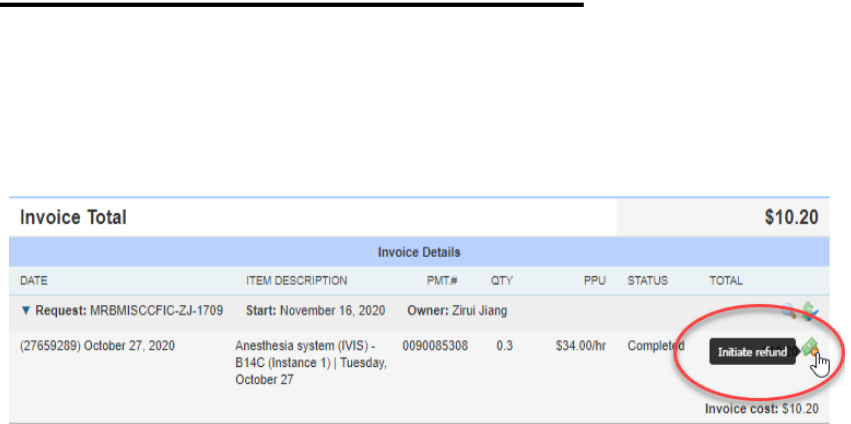 Invoice Total $10.20
Invoice Details
DATE ITEM DESCRIPTION PMT.# QTY PPU STATUS TOTAL
▼ Request: MRBMISCCFIC-ZJ-1709 Start: November 16, 2020 Owner: Zirui Jiang
(27659289) October 27, 2020 Anesthesia system (IVIS) - 0090085308 0.3 $34.00/hr Completed Initiate refund
B14C (Instance 1) | Tuesday,
October 27
Invoice cost: $10.20